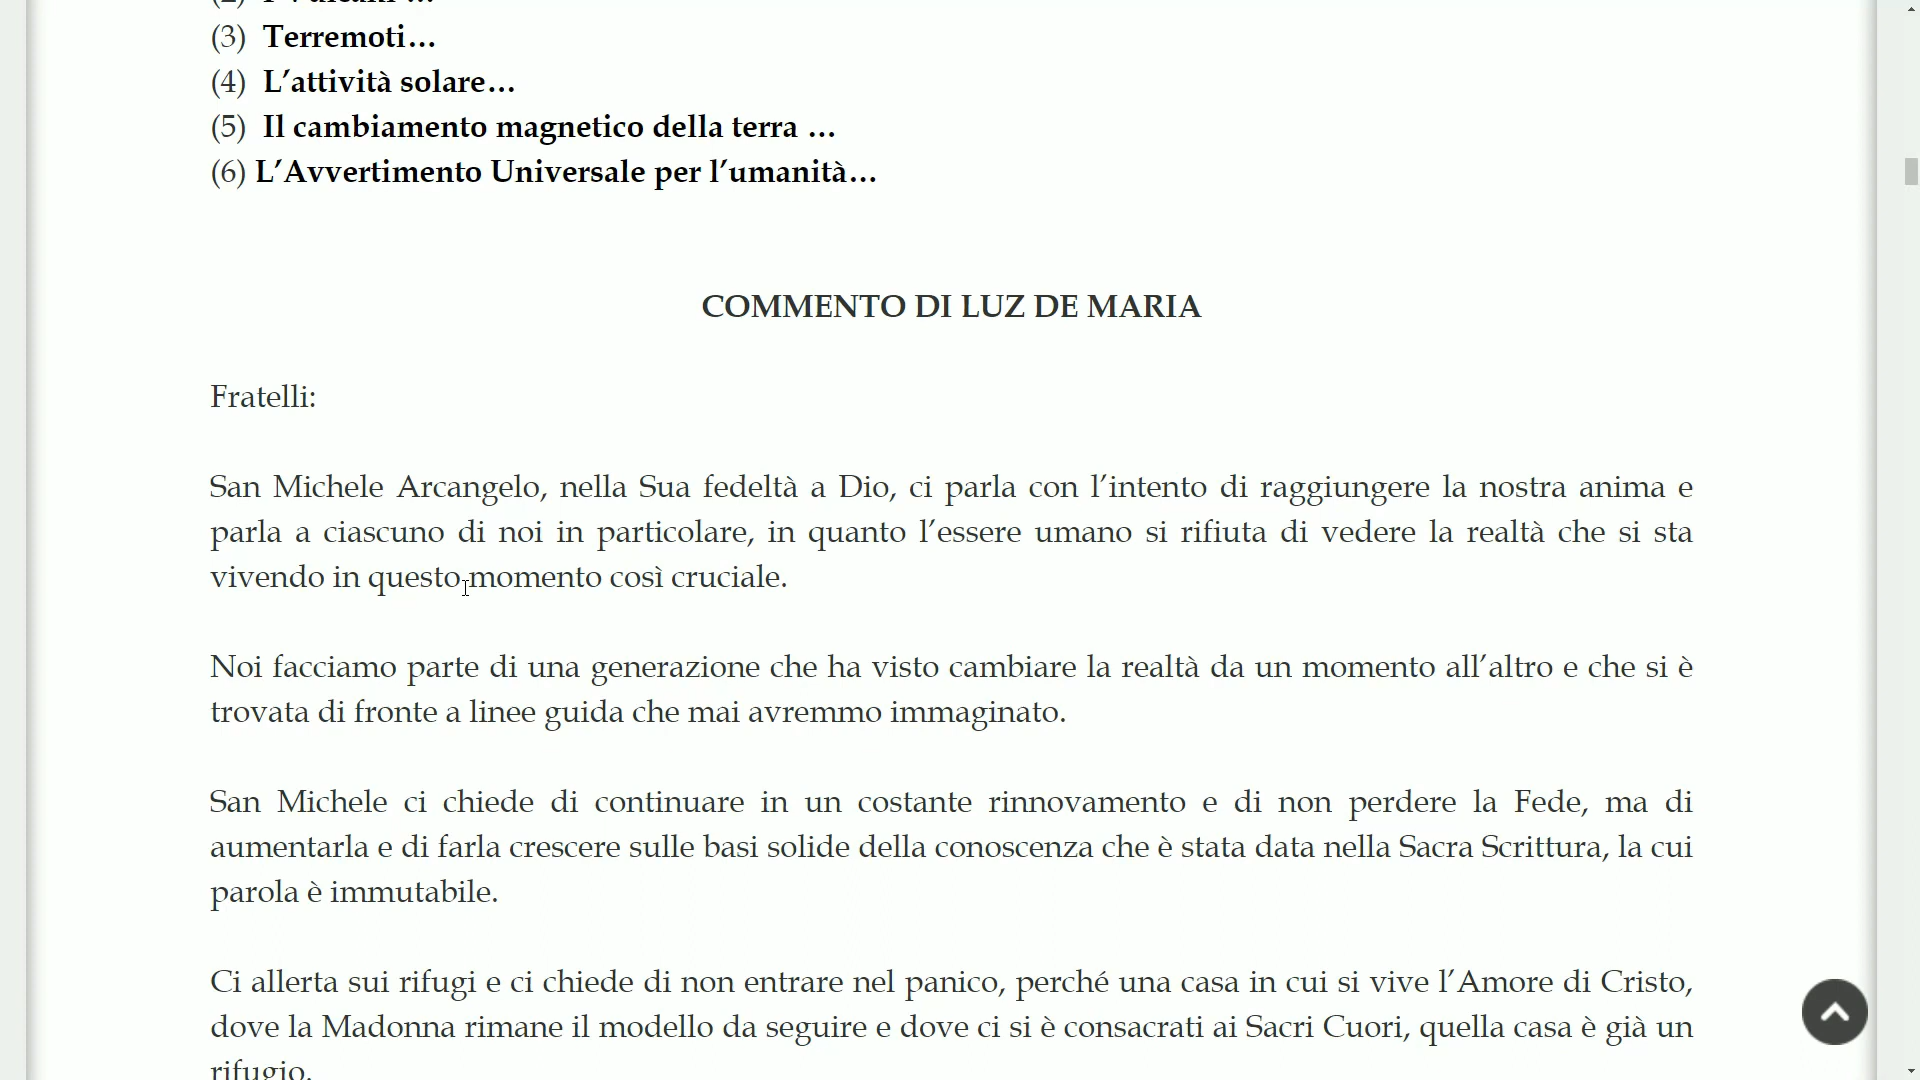 (3) Terremoti…
(4) L’attività solare…
(5) Il cambiamento magnetico della terra …
(6) L’Avvertimento Universale per l’umanità…
COMMENTO DI LUZ DE MARIA
Fratelli:
San Michele Arcangelo, nella Sua fedeltà a Dio, ci parla con l’intento di raggiungere la nostra anima e
parla a ciascuno di noi in particolare, in quanto l’essere umano si rifiuta di vedere la realtà che si sta
vivendo in questo momento così cruciale.
Noi facciamo parte di una generazione che ha visto cambiare la realtà da un momento all’altro e che si è
trovata di fronte a linee guida che mai avremmo immaginato.
San Michele ci chiede di continuare in un costante rinnovamento e di non perdere la Fede, ma di
aumentarla e di farla crescere sulle basi solide della conoscenza che è stata data nella Sacra Scrittura, la cui
parola è immutabile.
Ci allerta sui rifugi e ci chiede di non entrare nel panico, perché una casa in cui si vive l’Amore di Cristo,
dove la Madonna rimane il modello da seguire e dove ci si è consacrati ai Sacri Cuori, quella casa è già un
rifugio.